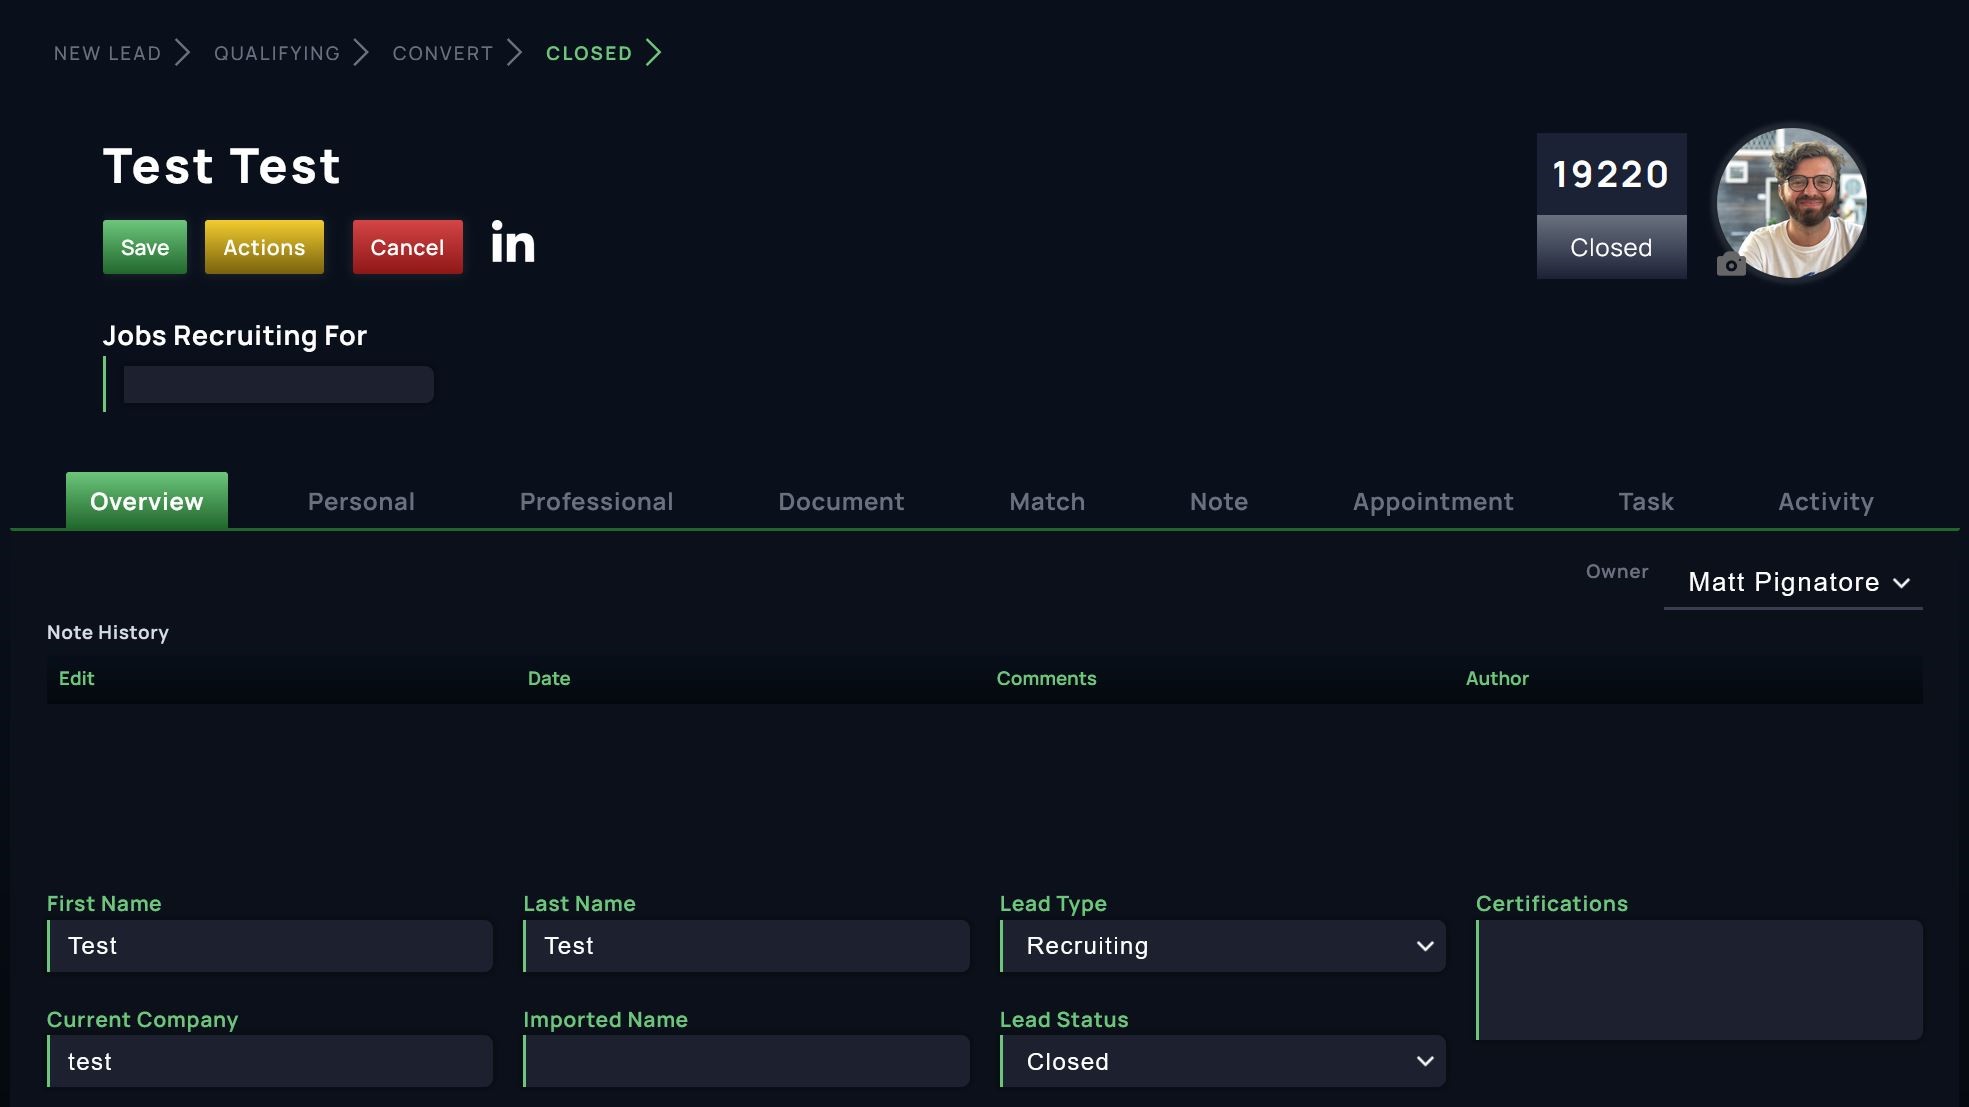 NEW LEAD QUALIFYING CONVERT CLOSED
Test Test
19220
Save Actions Cancel in
Closed
Jobs Recruiting For
Overview Personal Professional Document Match Note Appointment Task Activity
Owner Matt Pignatore
Note History
Edit Date Comments Author
First Name Last Name Lead Type Certifications
Test Test Recruiting
Current Company Imported Name Lead Status
test Closed